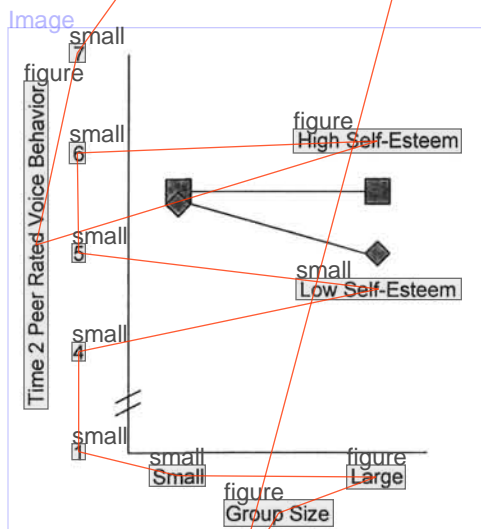 Image
small
7
figure
Time 2 Peer Rated Voice Behavior
small
6
figure
High Self-Esteem
small
5
small
Low Self-Esteem
small
4
small
1
small
Small
figure
Large
figure
Group Size